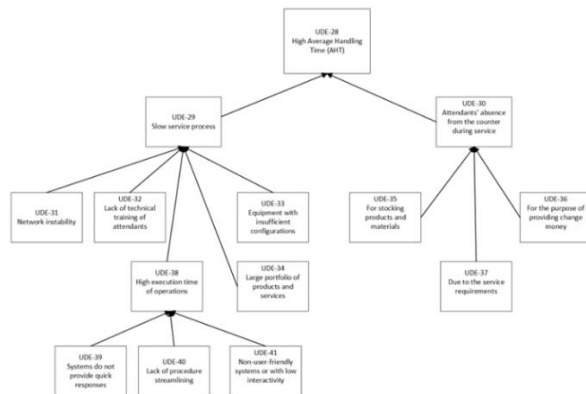 UDE-28
High Average Handling
Time (AHT)
UDE-29
Slow service process
UDE-30
Attendants' absence
from the counter
during service
UDE-31
Network instability
UDE-32
Lack of technical
training of
attendants
UDE-33
Equipment with
insufficient
configurations
UDE-35
For stocking
products and
materials
UDE-36
For the purpose of
providing change
money
UDE-38
High execution time
of operations
UDE-34
Large portfolio of
products and
services
UDE-37
Due to the service
requirements
UDE-39
Systems do not
provide quick
responses
UDE-40
Lack of procedure
streamlining
UDE-41
Non-user-friendly
systems or with low
interactivity